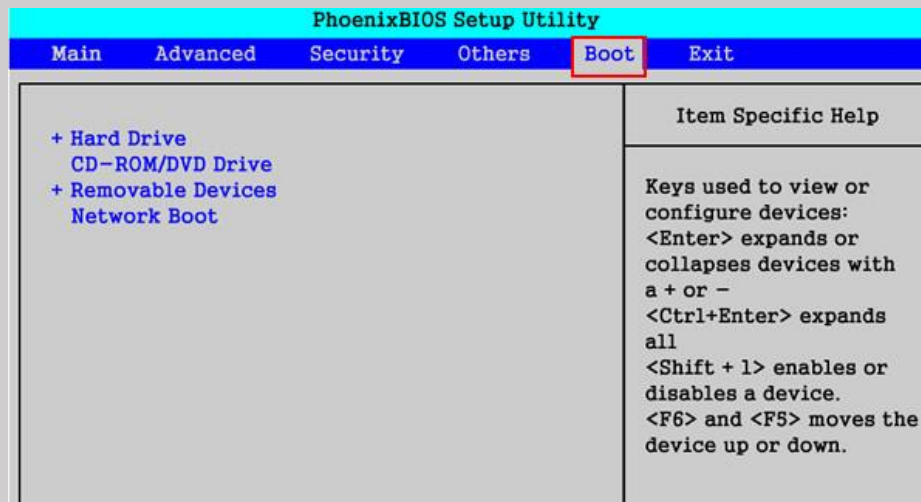 PhoenixBIOS Setup Utility
Main Advanced Security Others Boot Exit
+ Hard Drive
CD-ROM/DVD Drive
+ Removable Devices
Network Boot
Item Specific Help
Keys used to view or
configure devices:
<Enter> expands or
collapses devices with
a + or −
<Ctrl+Enter> expands
all
<Shift + 1> enables or
disables a device.
<F6> and <F5> moves the
device up or down.